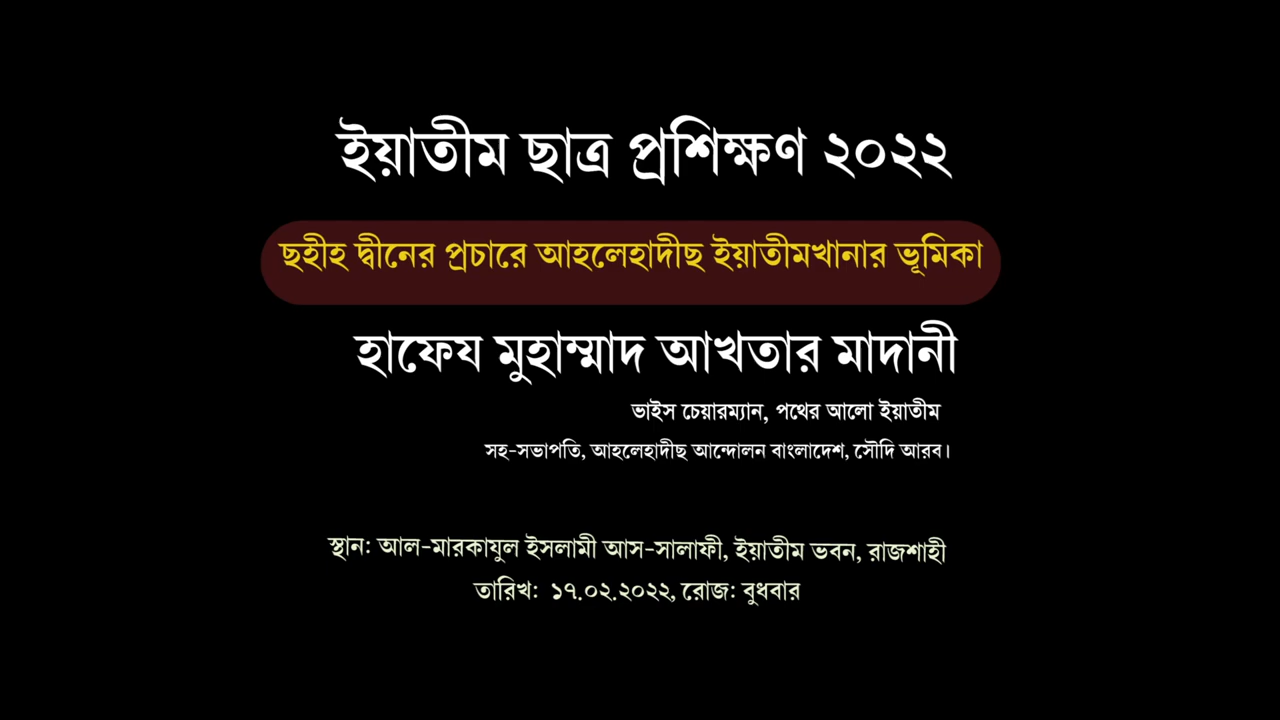 ইয়াতীম ছাত্র প্রশিক্ষণ ২০২২
ছহীহ দ্বীনের প্রচারে আহলেহাদীছ ইয়াতীমখানার ভূমিকা
হাফেয মুহাম্মাদ আখতার মাদানী
ভাইস চেয়ারম্যান, পথের আলো ইয়াতীম
সহ-সভাপতি, আহলেহাদীছ আন্দোলন বাংলাদেশ, সৌদি আরব।
স্থান: আল-মারকাযুল ইসলামী আস-সালাফী, ইয়াতীম ভবন, রাজশাহী
তারিখ: ১৭.০২.২০২২, রোজ: বুধবার